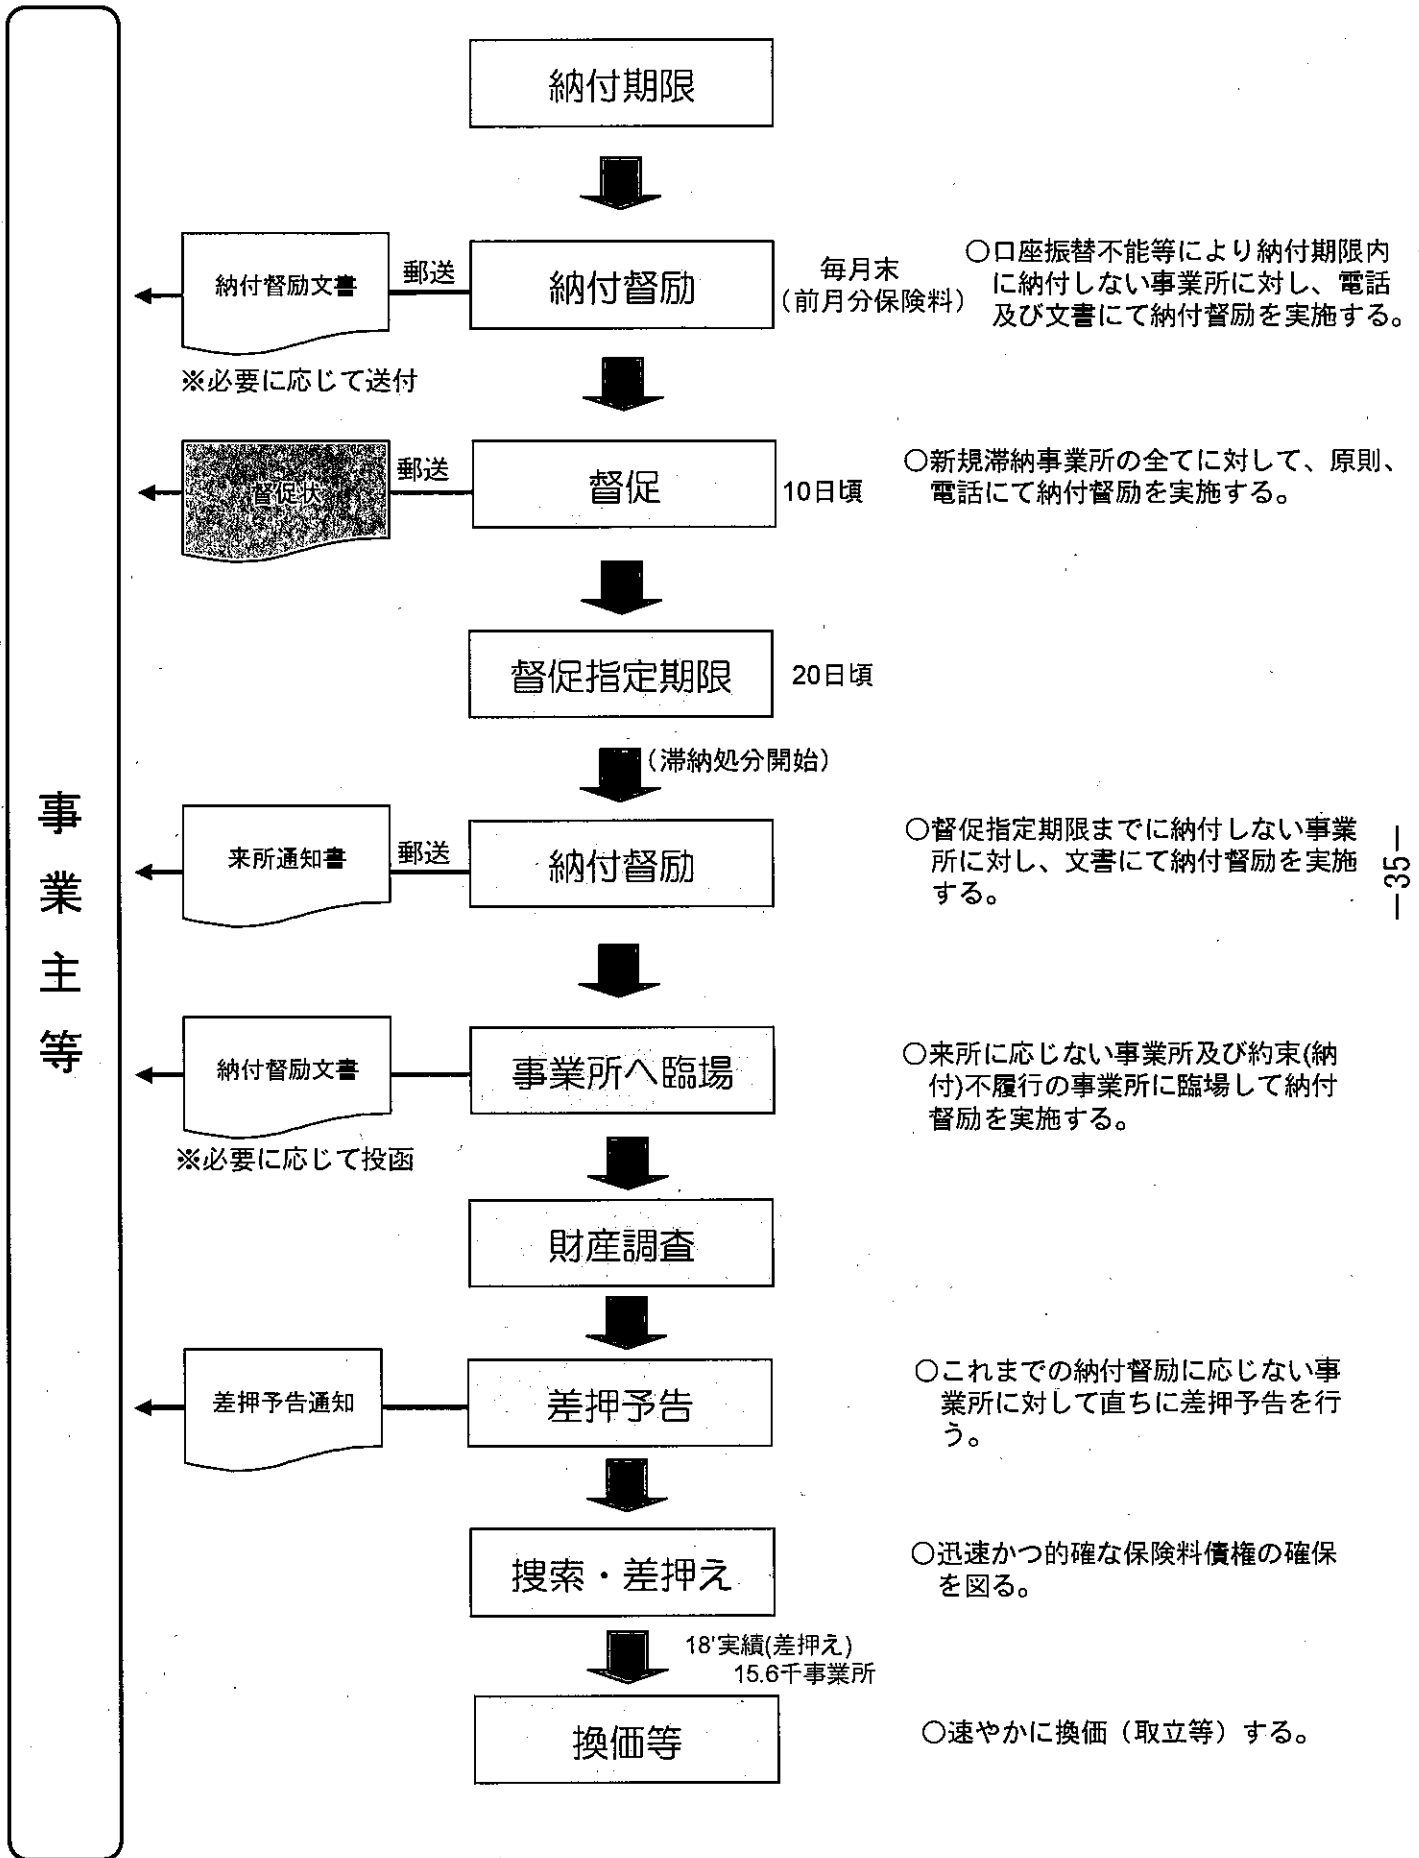 事業主等
納付期限
納付督励文書
郵送
納付督励
毎月末
（前月分保険料）
○口座振替不能等により納付期限内
に納付しない事業所に対し、電話
及び文書にて納付督励を実施する。
※必要に応じて送付
督促状
郵送
督促
10日頃
○新規滞納事業所の全てに対して、原則、
電話にて納付督励を実施する。
督促指定期限
20日頃
（滞納処分開始）
来所通知書
郵送
納付督励
○督促指定期限までに納付しない事業
所に対し、文書にて納付督励を実施
する。
－35－
納付督励文書
事業所へ臨場
○来所に応じない事業所及び約束(納
付)不履行の事業所に臨場して納付
督励を実施する。
※必要に応じて投函
財産調査
差押予告通知
差押予告
○これまでの納付督励に応じない事
業所に対して直ちに差押予告を行
う。
捜索・差押え
○迅速かつ的確な保険料債権の確保
を図る。
18'実績(差押え)
15.6千事業所
換価等
○速やかに換価（取立等）する。